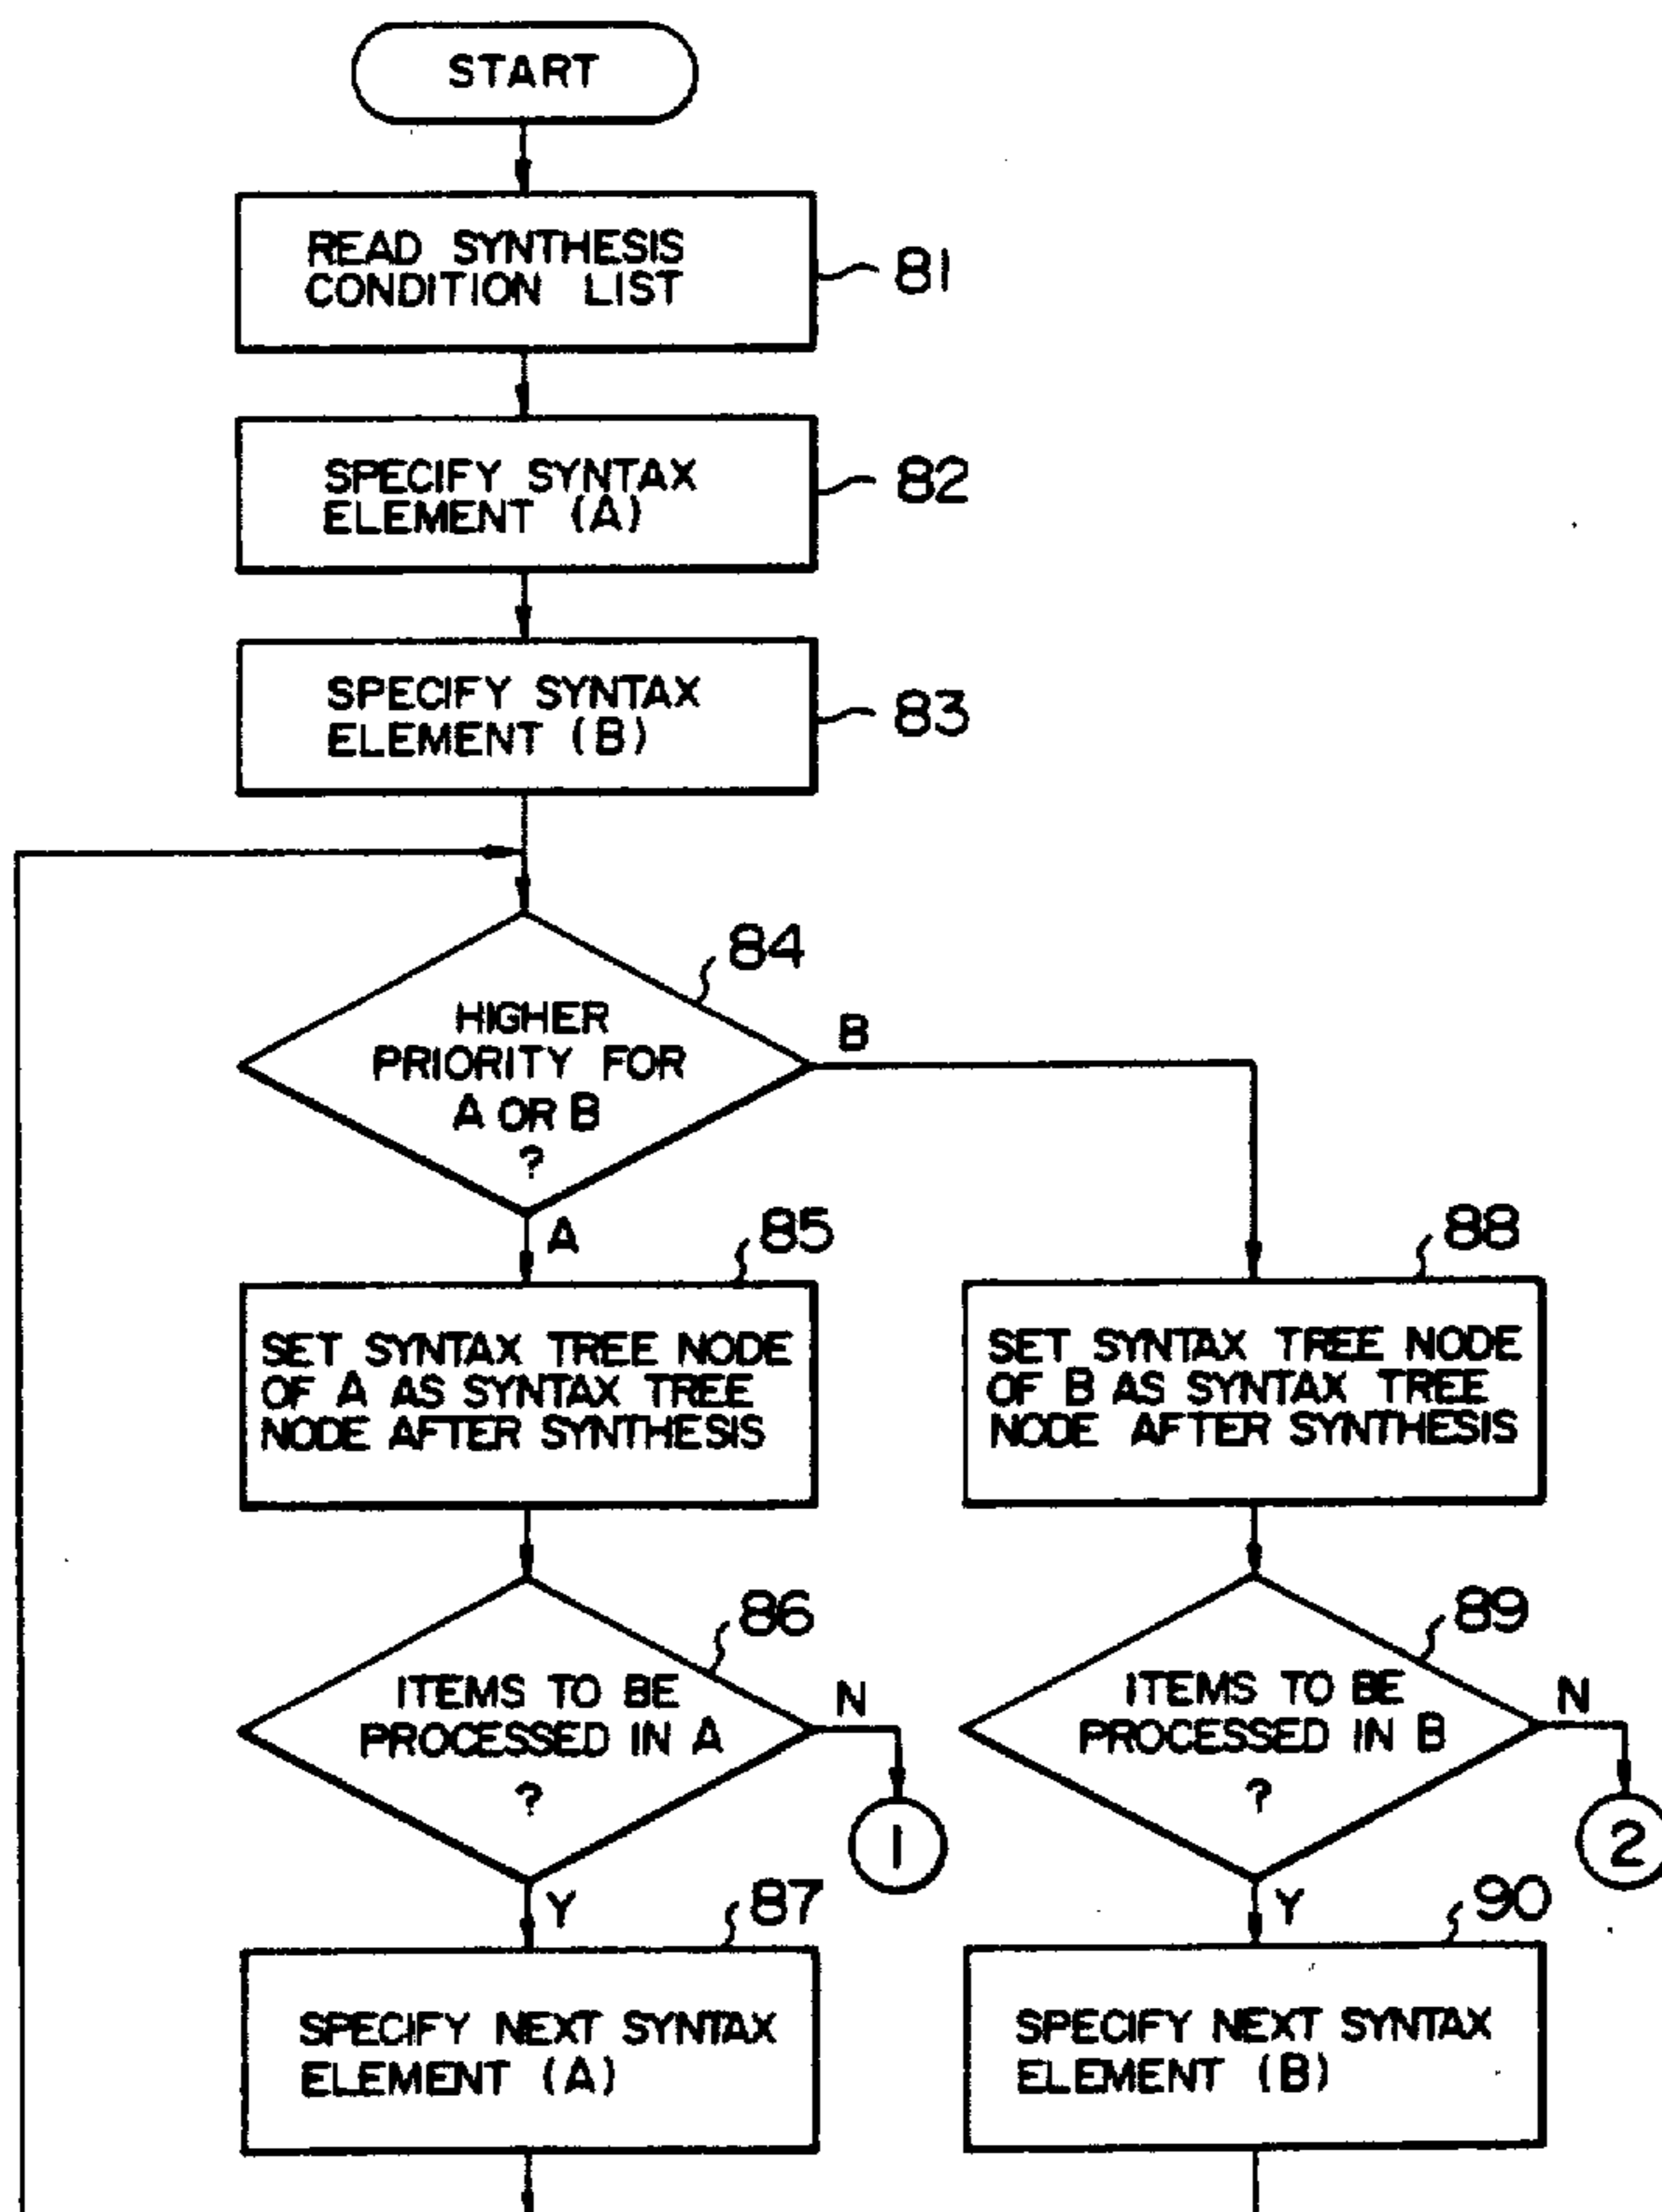 START
READ SYNTHESIS
CONDITION LIST
81
SPECIFY SYNTAX
ELEMENT (A)
82
SPECIFY SYNTAX
ELEMENT (B)
83
84
HIGHER
PRIORITY FOR
A OR B
?
B
A
85
SET SYNTAX TREE NODE
OF A AS SYNTAX TREE
NODE AFTER SYNTHESIS
88
SET SYNTAX TREE NODE
OF B AS SYNTAX TREE
NODE AFTER SYNTHESIS
86
ITEMS TO BE
PROCESSED IN A
?
N
1
Y
89
ITEMS TO BE
PROCESSED IN B
?
N
2
Y
87
SPECIFY NEXT SYNTAX
ELEMENT (A)
90
SPECIFY NEXT SYNTAX
ELEMENT (B)